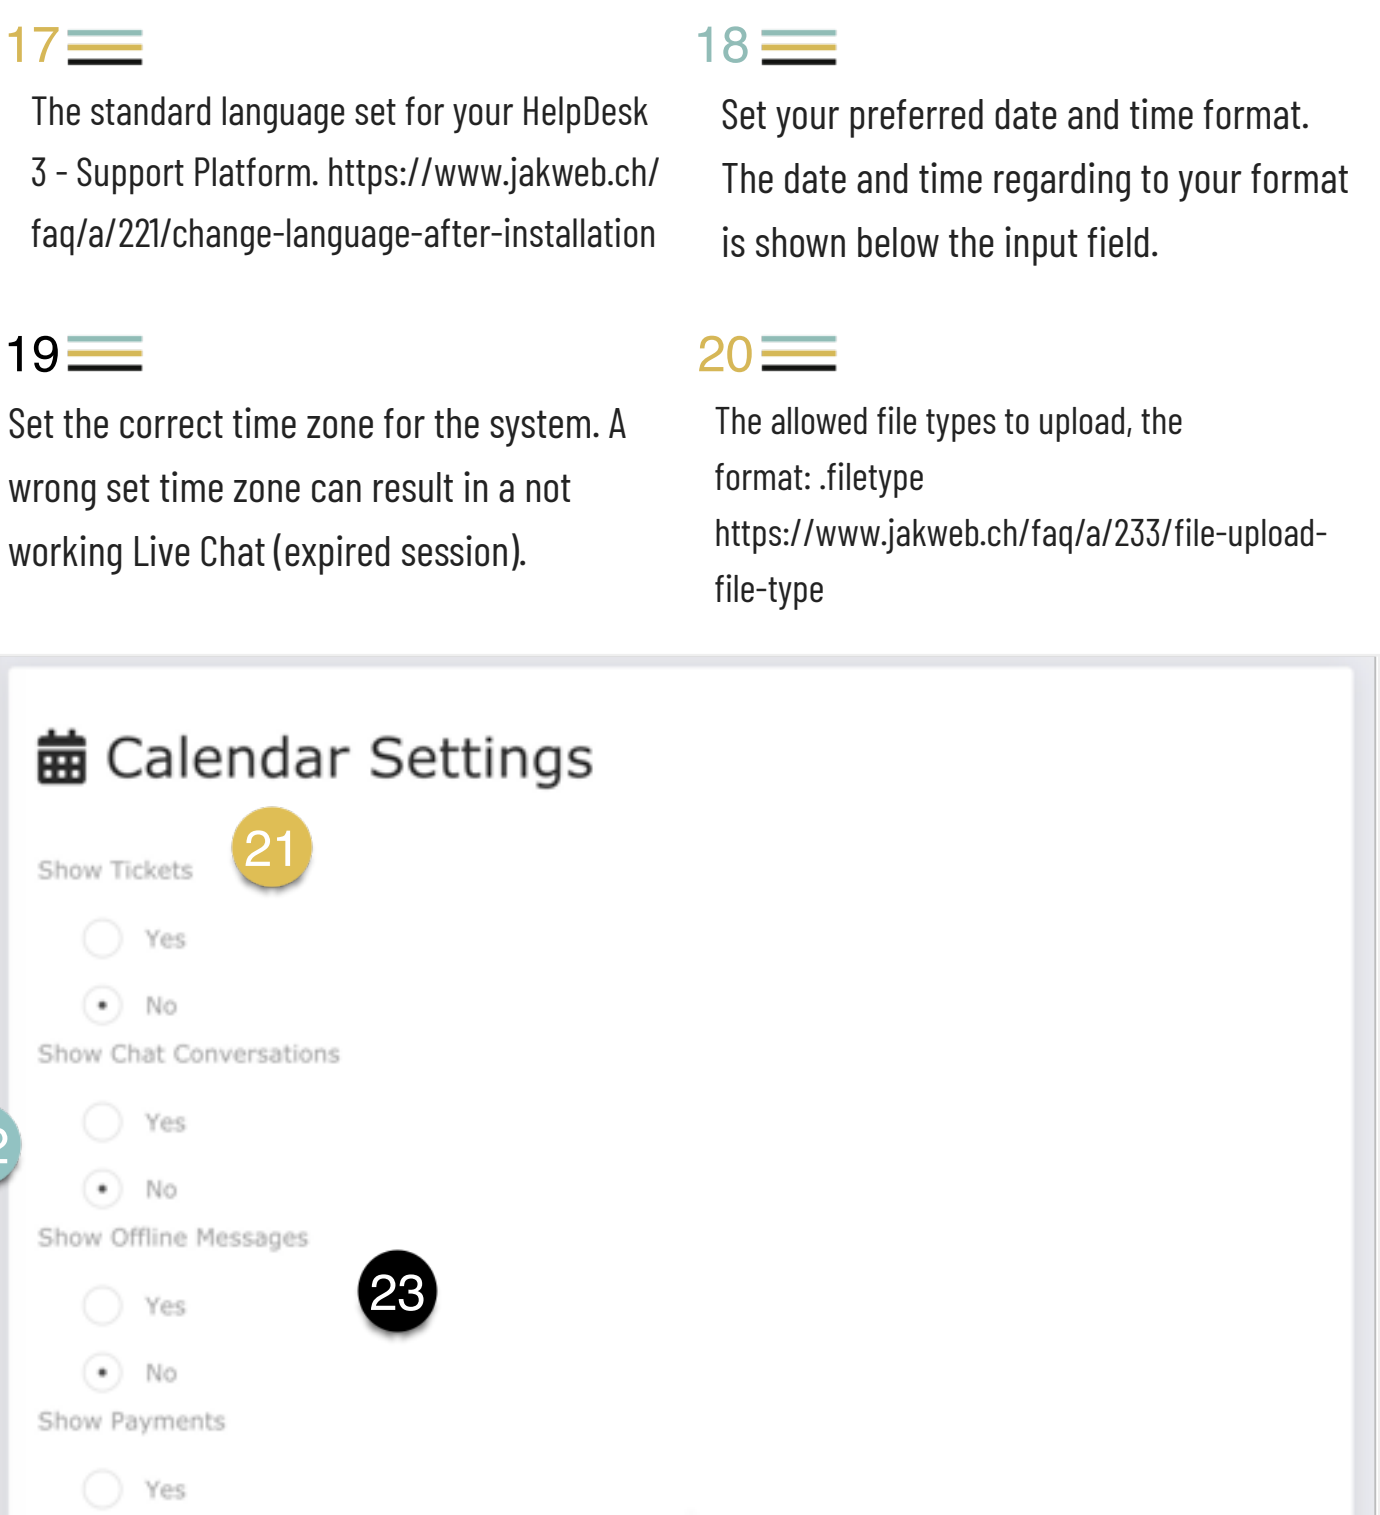 17
The standard language set for your HelpDesk
3 - Support Platform. https://www.jakweb.ch/
faq/a/221/change-language-after-installation
18
Set your preferred date and time format.
The date and time regarding to your format
is shown below the input field.
19
Set the correct time zone for the system. A
wrong set time zone can result in a not
working Live Chat (expired session).
20
The allowed file types to upload, the
format: .filetype
https://www.jakweb.ch/faq/a/233/file-upload-
file-type
Calendar Settings
21
Show Tickets
Yes
No
Show Chat Conversations
Yes
No
Show Offline Messages
23
Yes
No
Show Payments
Yes